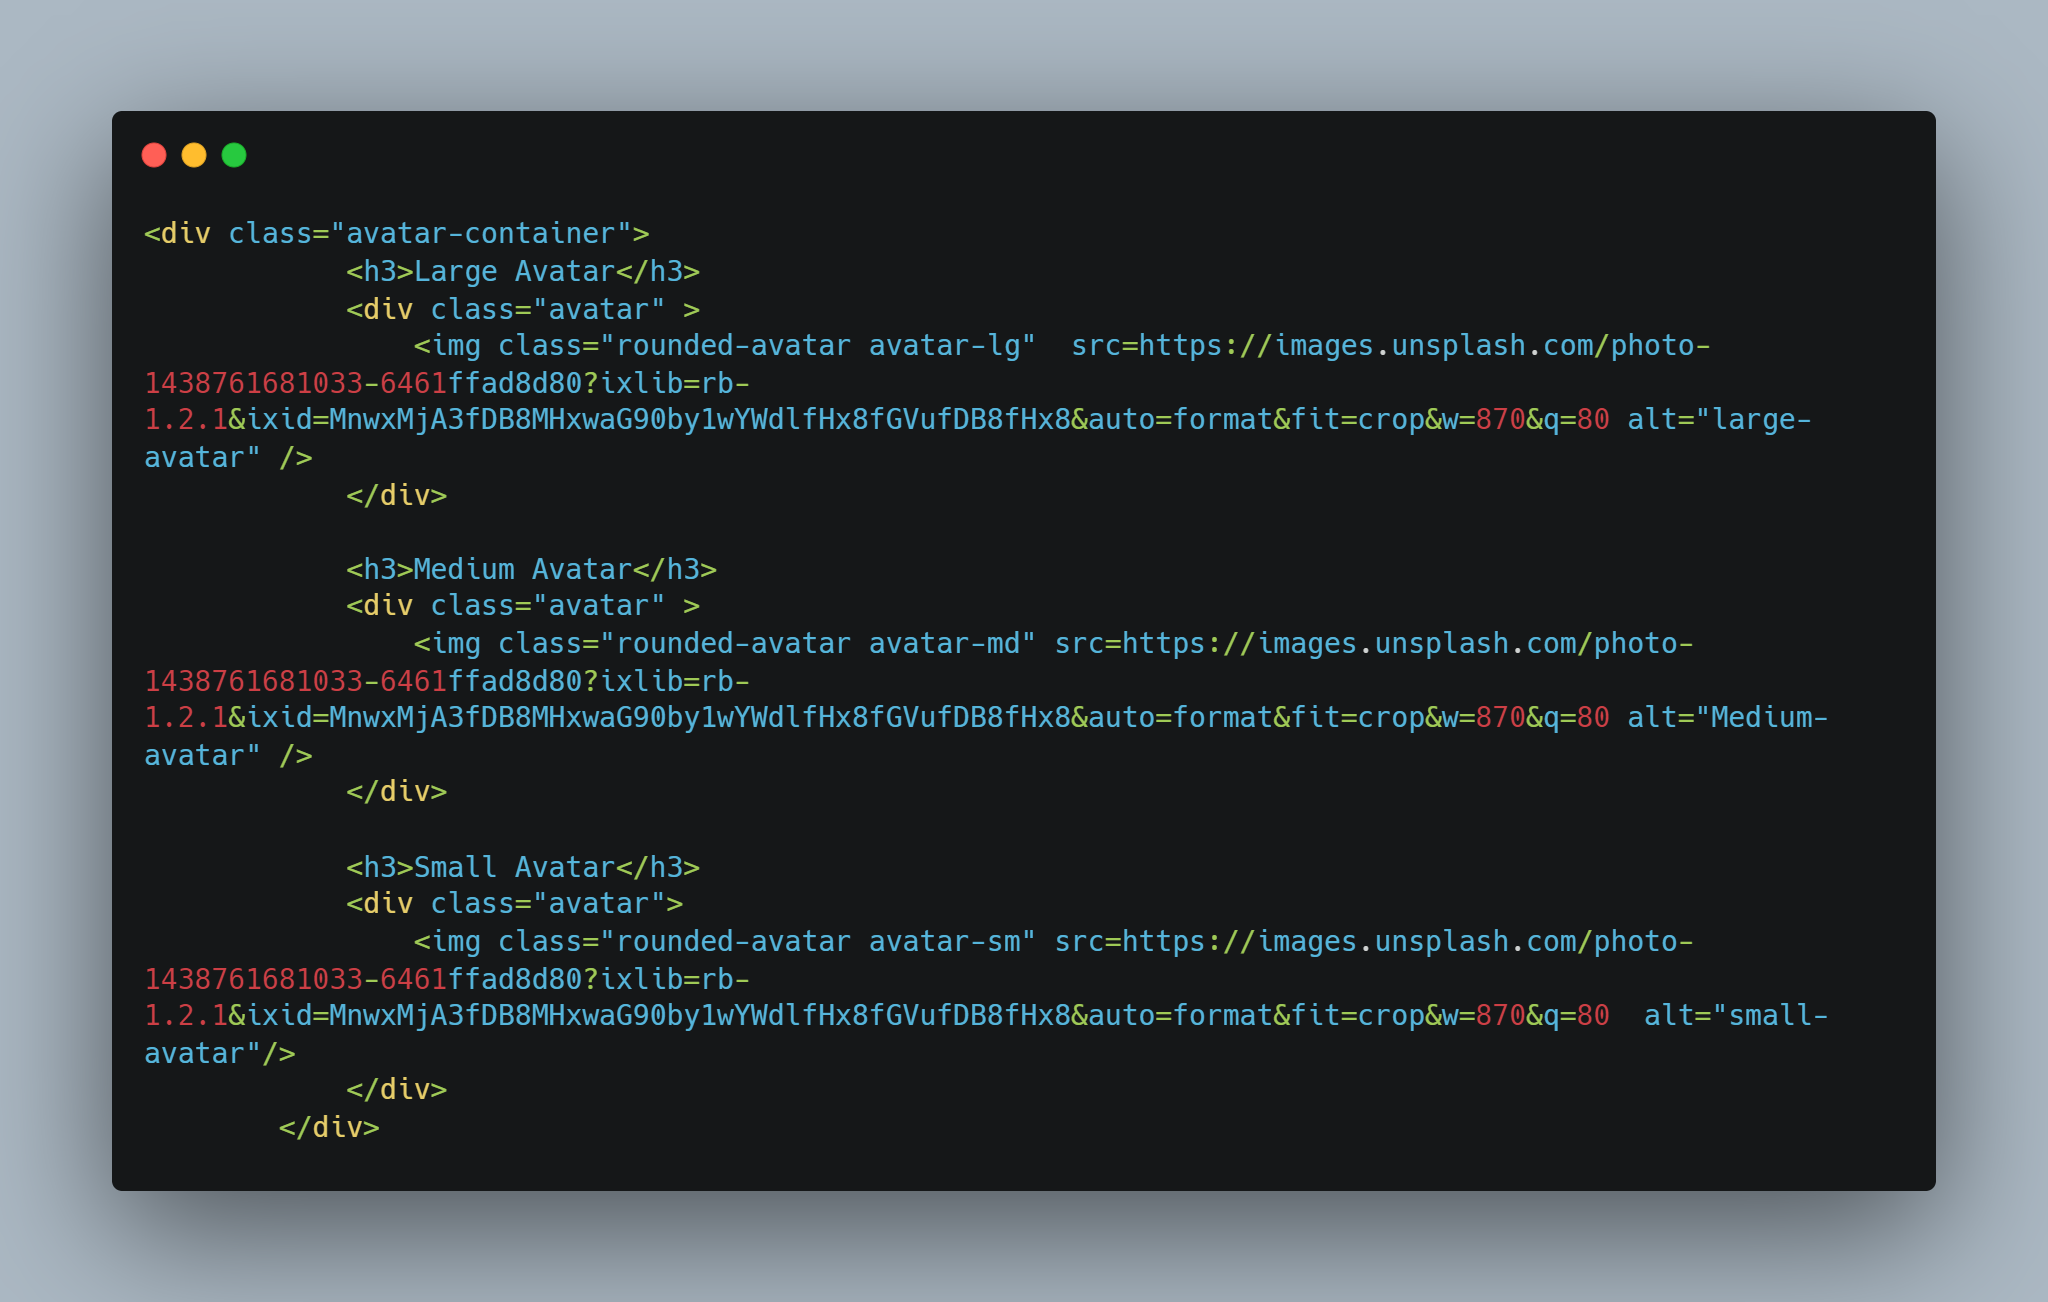 <div class="avatar-container">
            <h3>Large Avatar</h3>
            <div class="avatar" >
                <img class="rounded-avatar avatar-lg"  src=https://images.unsplash.com/photo-
1438761681033-6461ffad8d80?ixlib=rb-
1.2.1&ixid=MnwxMjA3fDB8MHxwaG90by1wYWdlfHx8fGVufDB8fHx8&auto=format&fit=crop&w=870&q=80 alt="large-
avatar" />
            </div>

            <h3>Medium Avatar</h3>
            <div class="avatar" >
                <img class="rounded-avatar avatar-md" src=https://images.unsplash.com/photo-
1438761681033-6461ffad8d80?ixlib=rb-
1.2.1&ixid=MnwxMjA3fDB8MHxwaG90by1wYWdlfHx8fGVufDB8fHx8&auto=format&fit=crop&w=870&q=80 alt="Medium-
avatar" />
            </div>

            <h3>Small Avatar</h3>
            <div class="avatar">
                <img class="rounded-avatar avatar-sm" src=https://images.unsplash.com/photo-
1438761681033-6461ffad8d80?ixlib=rb-
1.2.1&ixid=MnwxMjA3fDB8MHxwaG90by1wYWdlfHx8fGVufDB8fHx8&auto=format&fit=crop&w=870&q=80  alt="small-
avatar"/>
            </div>
        </div>